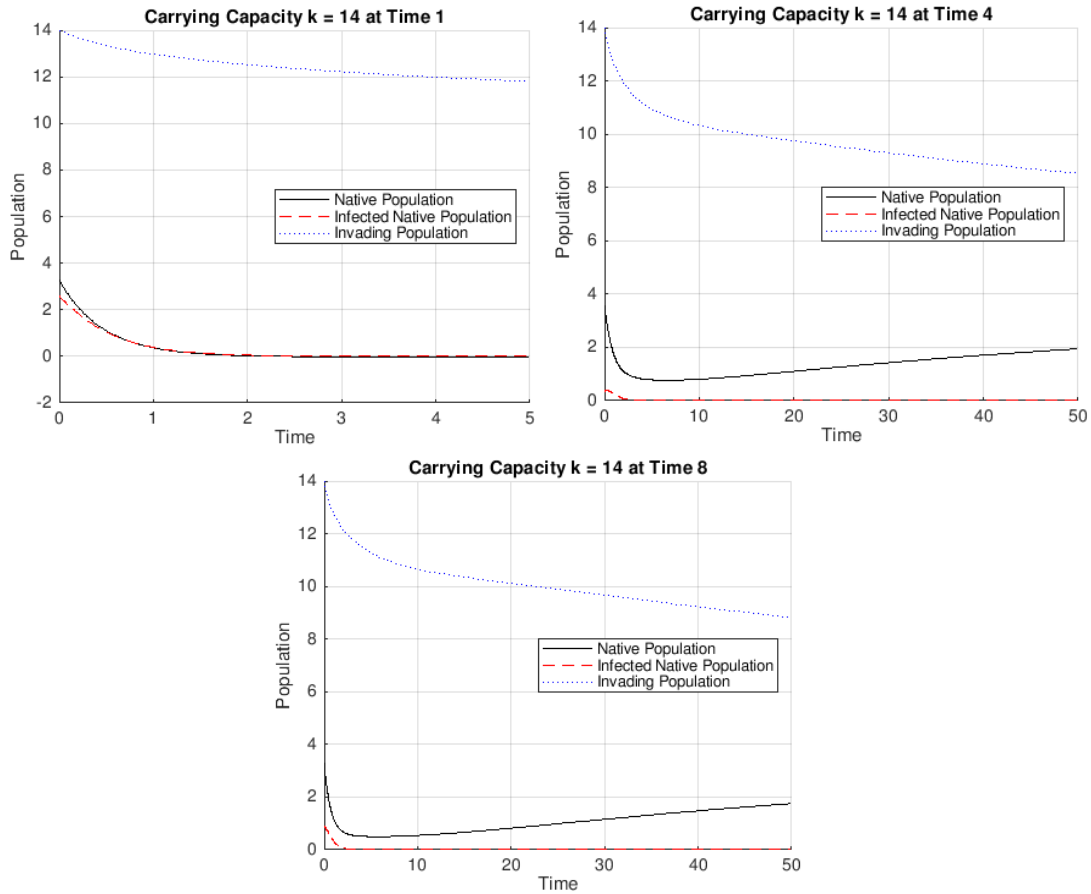 Carrying Capacity k = 14 at Time 1
14
12
10
8
6
4
2
0
-2
Population
Native Population
Infected Native Population
Invading Population
0 1 2 3 4 5
Time
Carrying Capacity k = 14 at Time 4
14
12
10
8
6
4
2
0
Population
Native Population
Infected Native Population
Invading Population
0 10 20 30 40 50
Time
Carrying Capacity k = 14 at Time 8
14
12
10
8
6
4
2
0
Population
Native Population
Infected Native Population
Invading Population
0 10 20 30 40 50
Time